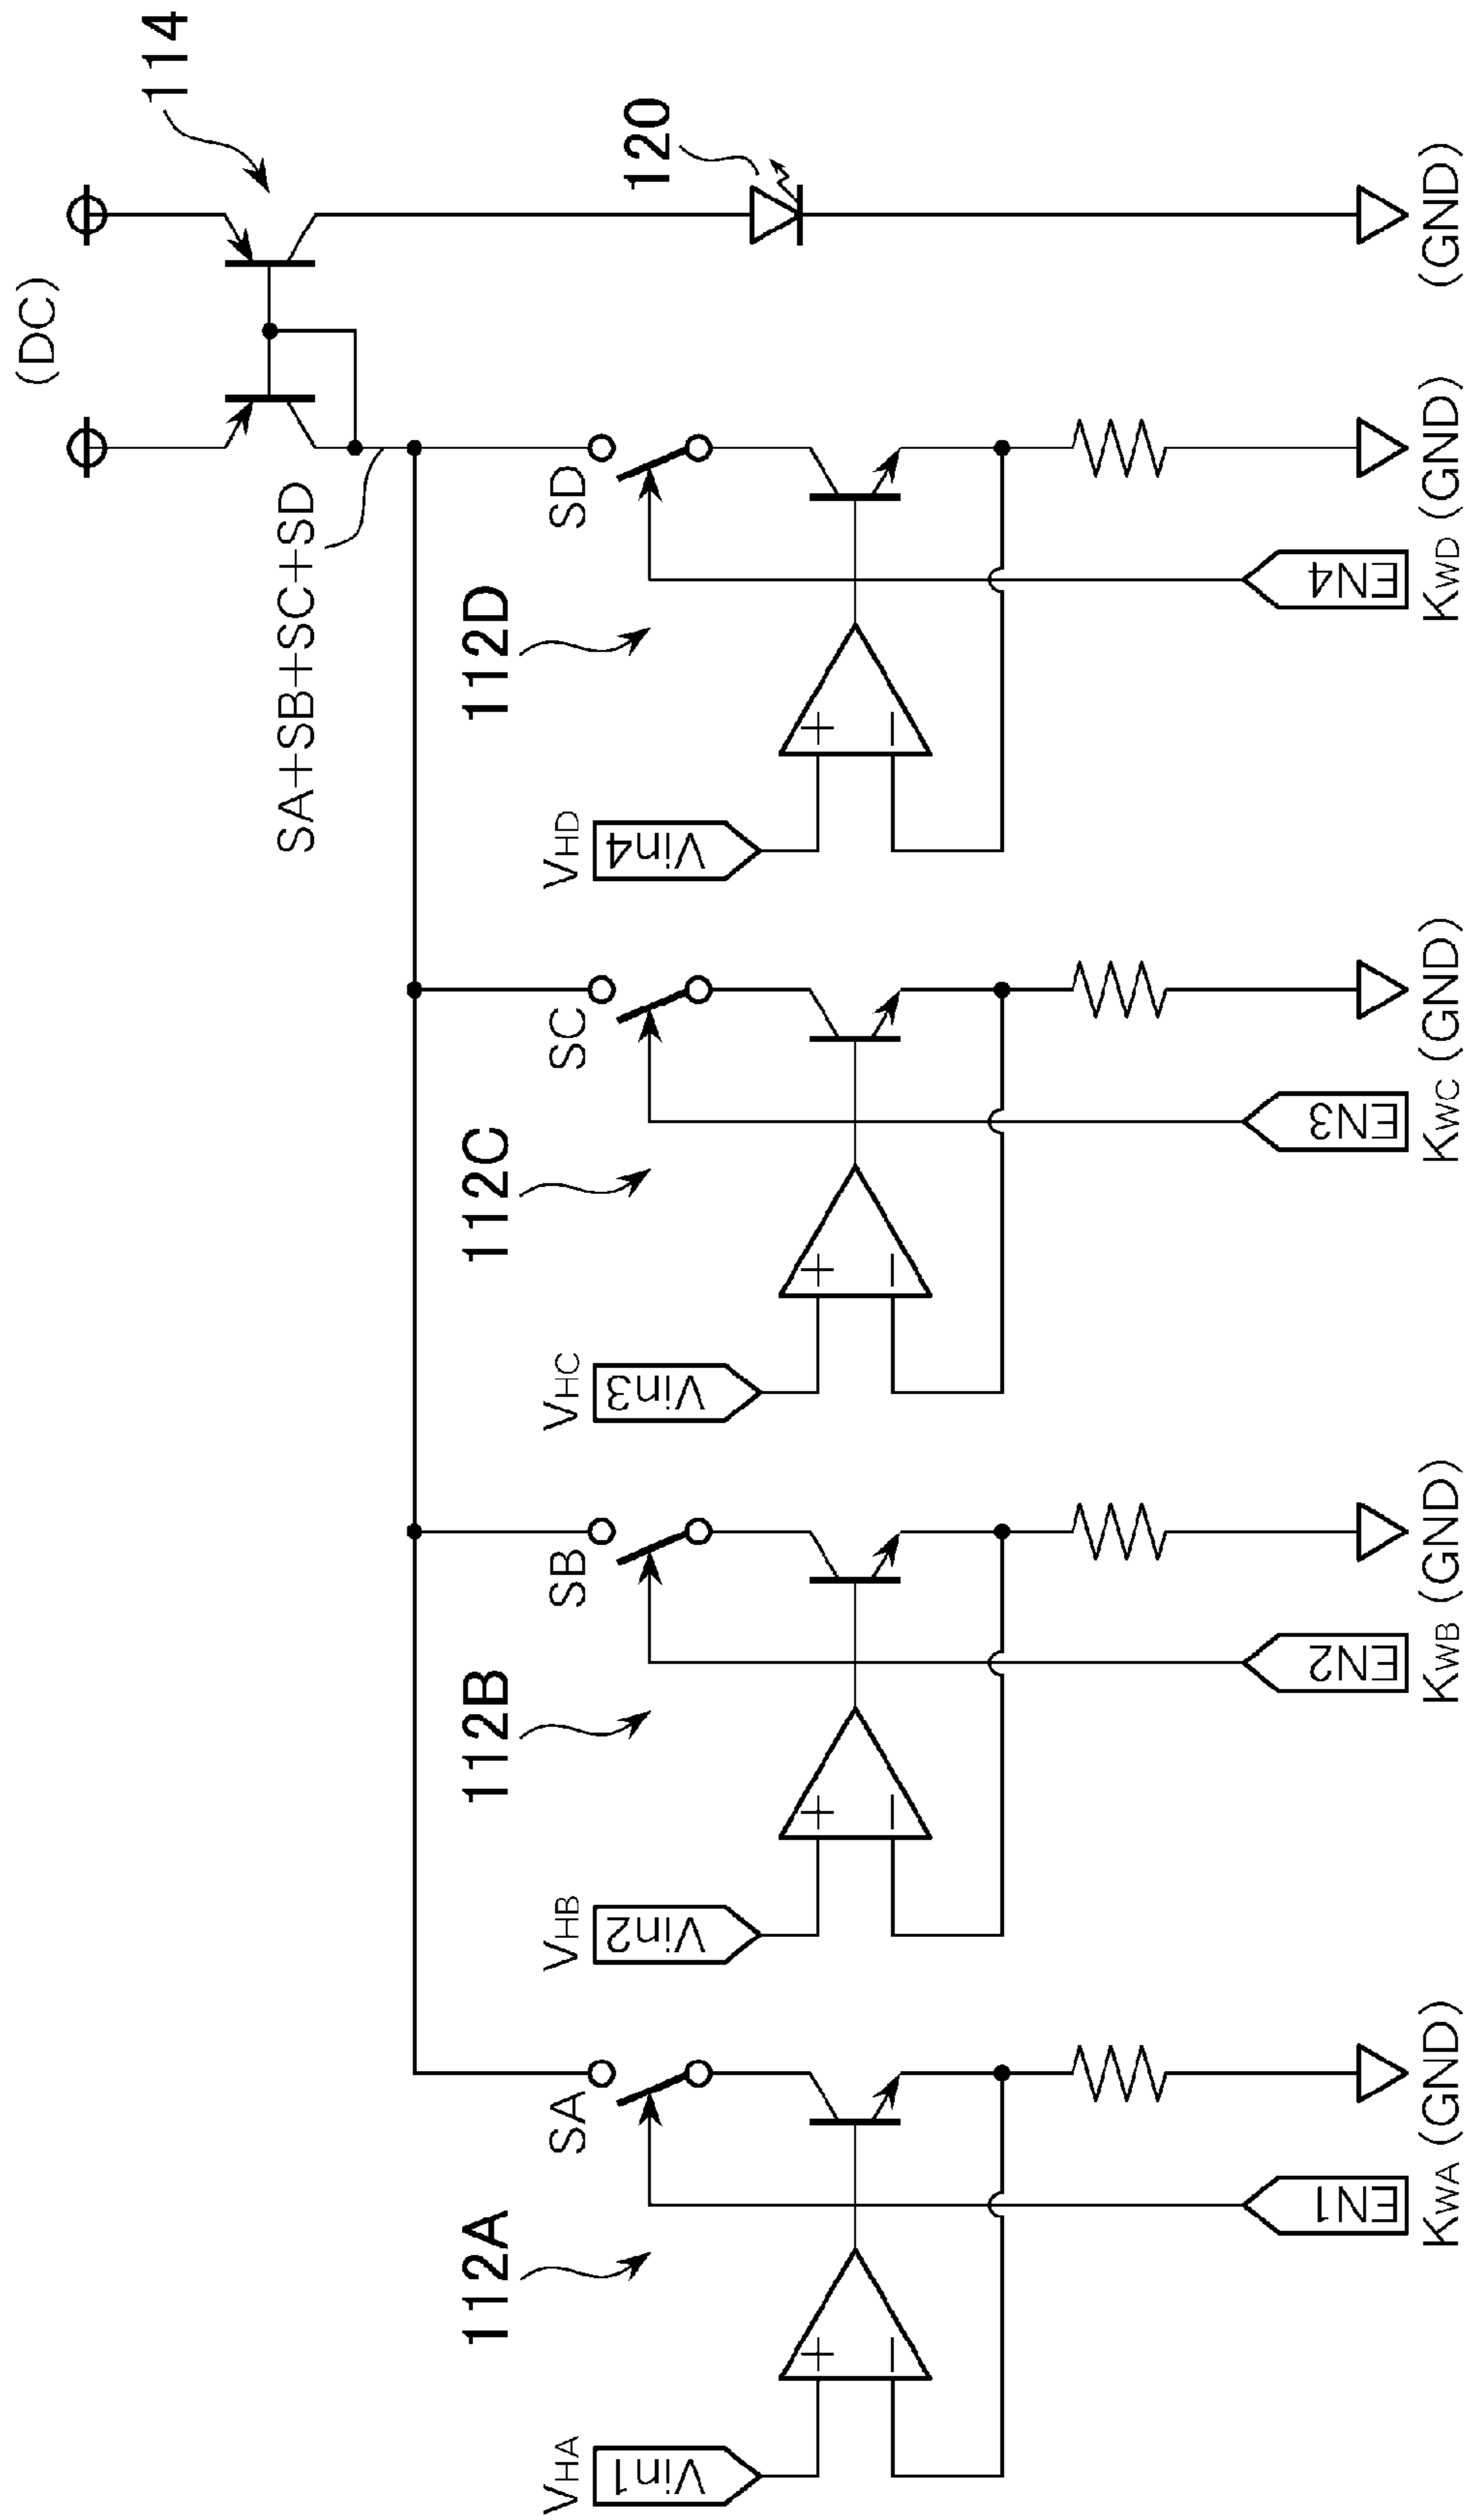 (DC)
114
SA+SB+SC+SD
120
112A
112B
112C
112D
SA
SB
SC
SD
VHA
VHB
VHC
VHD
Vin1
Vin2
Vin3
Vin4
+
−
+
−
+
−
+
−
EN1
EN2
EN3
EN4
KWA (GND)
KWB (GND)
KWC (GND)
KWD (GND)
(GND)